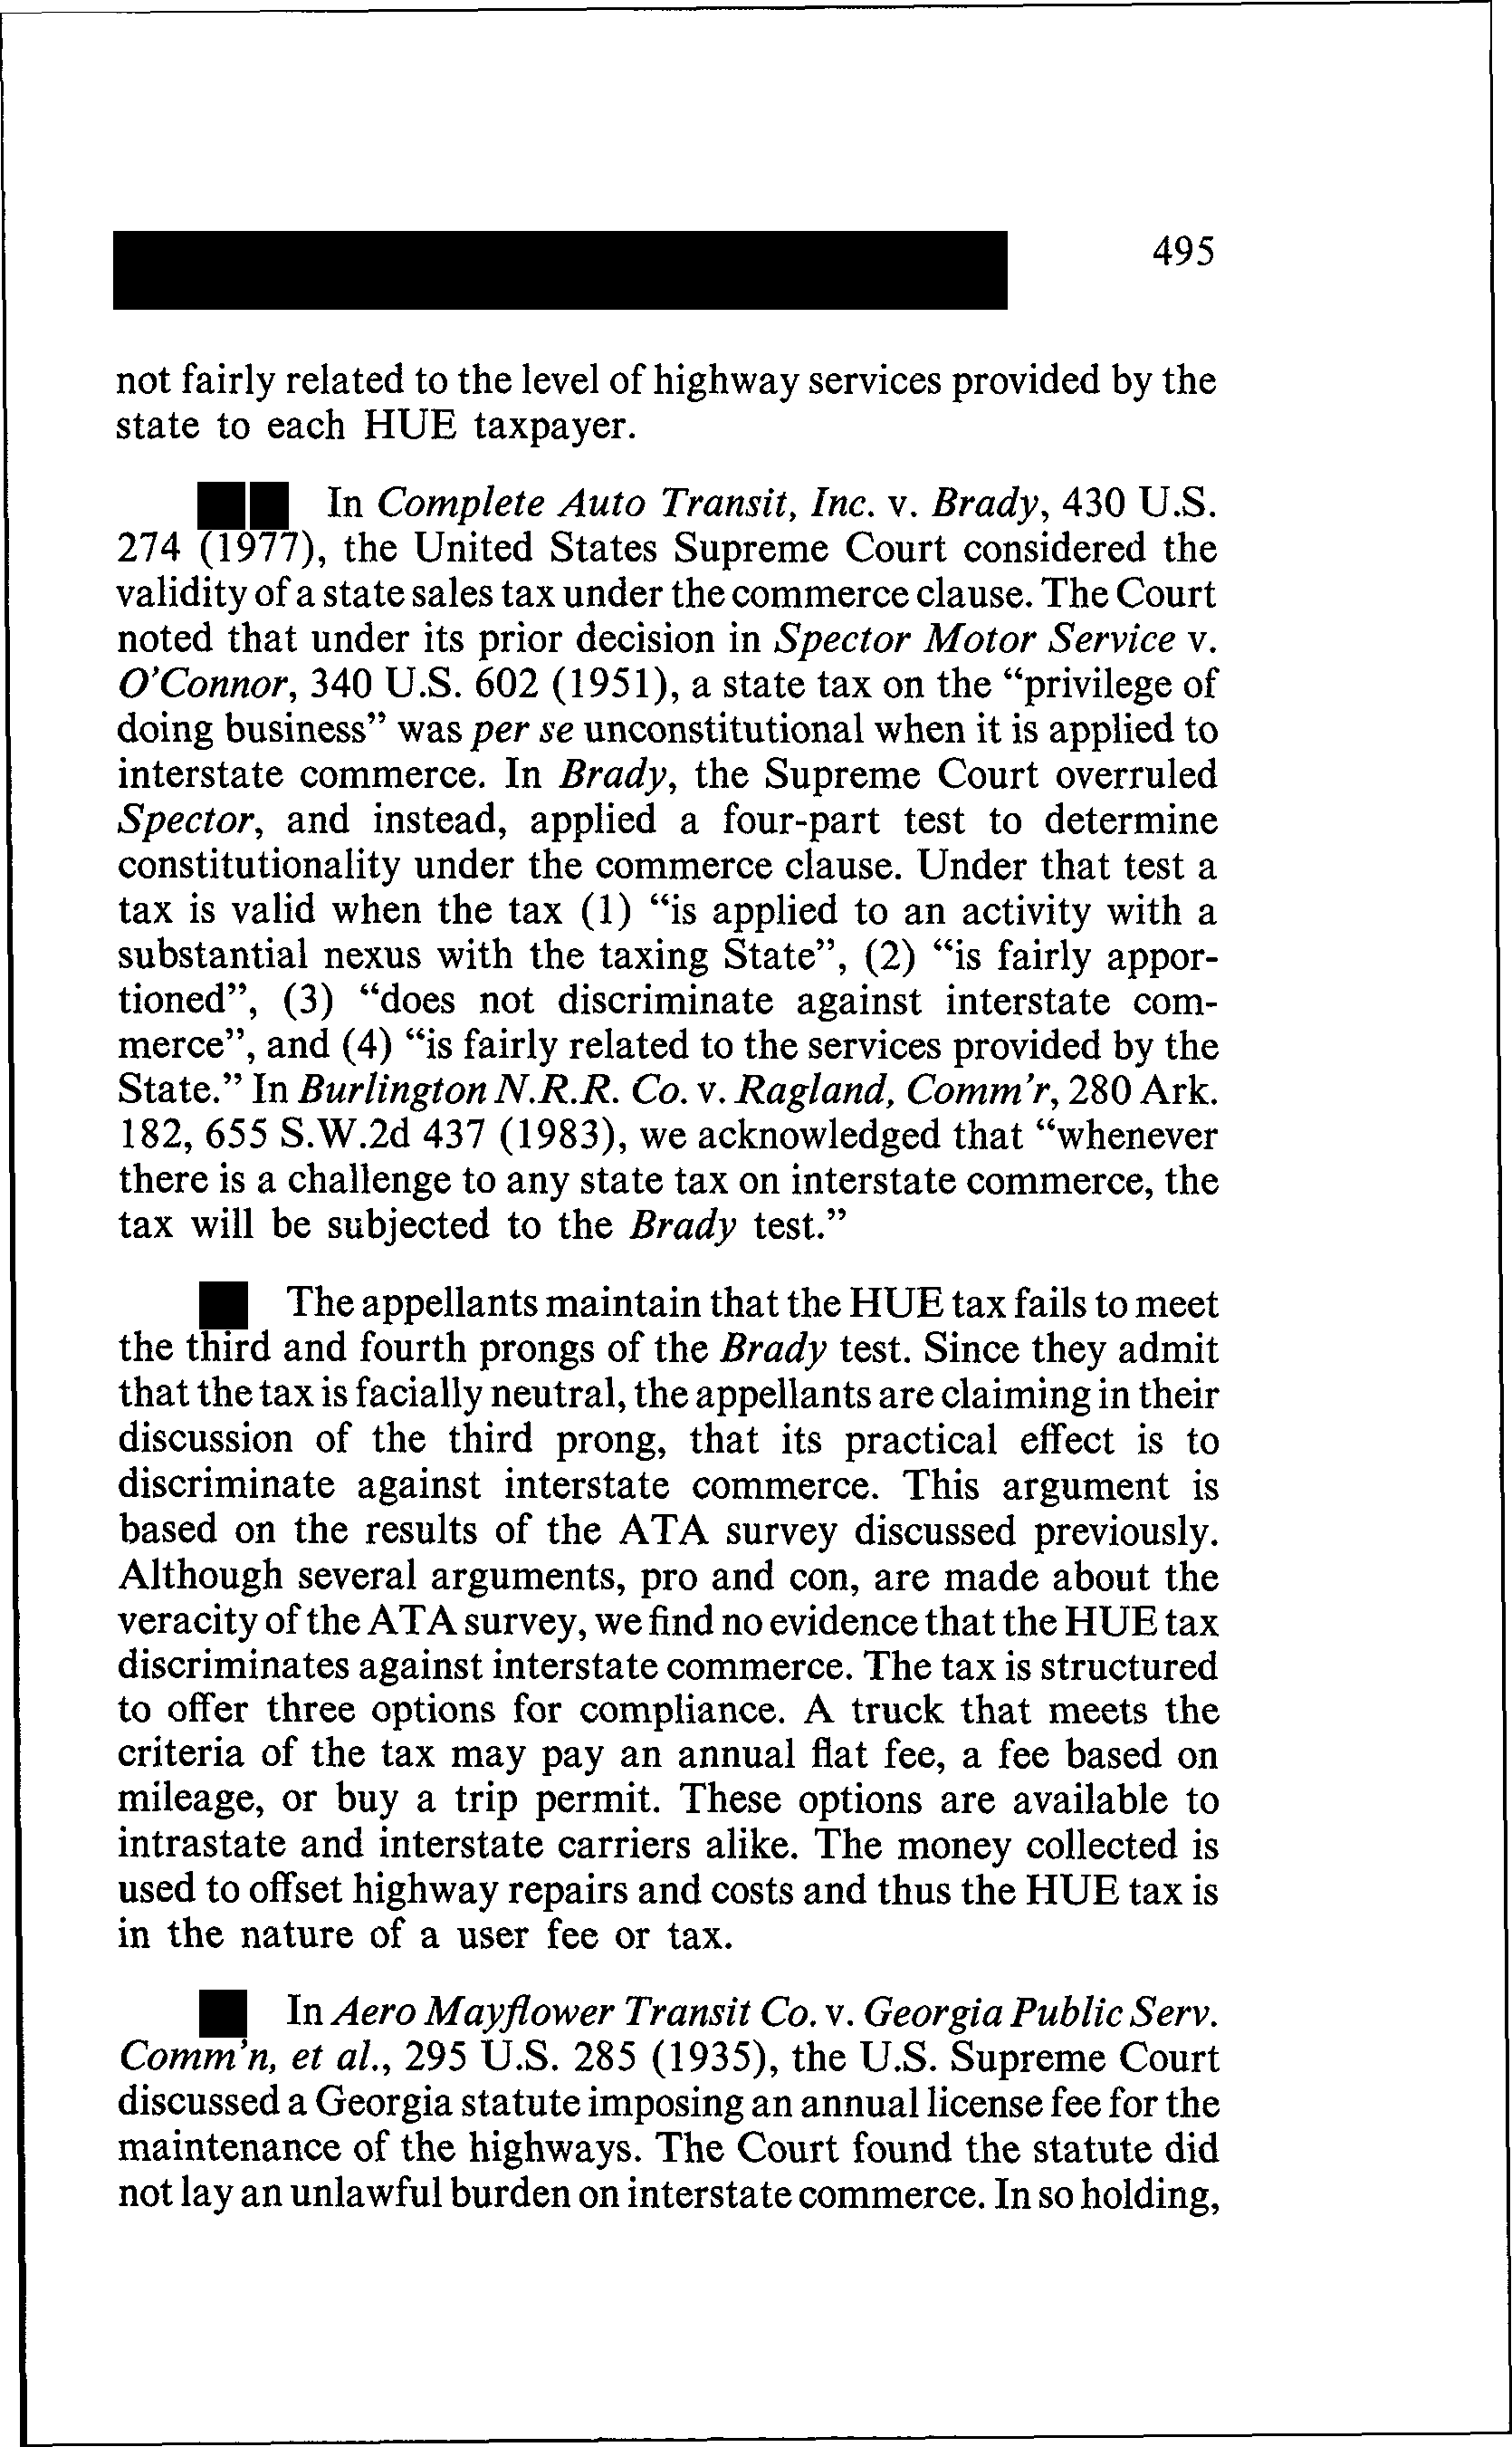 495
not fairly related to the level of highway services provided by the
state to each HUE taxpayer.
In Complete Auto Transit, Inc. v. Brady, 430 U.S.
274 (1977), the United States Supreme Court considered the
validity of a state sales tax under the commerce clause. The Court
noted that under its prior decision in Spector Motor Service v.
O'Connor, 340 U.S. 602 (1951), a state tax on the “privilege of
doing business” was per se unconstitutional when it is applied to
interstate commerce. In Brady, the Supreme Court overruled
Spector, and instead, applied a four-part test to determine
constitutionality under the commerce clause. Under that test a
tax is valid when the tax (1) “is applied to an activity with a
substantial nexus with the taxing State”, (2) “is fairly appor-
tioned”, (3) “does not discriminate against interstate com-
merce”, and (4) “is fairly related to the services provided by the
State.” In Burlington N.R.R. Co. v. Ragland, Comm'r, 280 Ark.
182, 655 S.W.2d 437 (1983), we acknowledged that “whenever
there is a challenge to any state tax on interstate commerce, the
tax will be subjected to the Brady test.”
The appellants maintain that the HUE tax fails to meet
the third and fourth prongs of the Brady test. Since they admit
that the tax is facially neutral, the appellants are claiming in their
discussion of the third prong, that its practical effect is to
discriminate against interstate commerce. This argument is
based on the results of the ATA survey discussed previously.
Although several arguments, pro and con, are made about the
veracity of the ATA survey, we find no evidence that the HUE tax
discriminates against interstate commerce. The tax is structured
to offer three options for compliance. A truck that meets the
criteria of the tax may pay an annual flat fee, a fee based on
mileage, or buy a trip permit. These options are available to
intrastate and interstate carriers alike. The money collected is
used to offset highway repairs and costs and thus the HUE tax is
in the nature of a user fee or tax.
In Aero Mayflower Transit Co. v. Georgia Public Serv.
Comm'n, et al., 295 U.S. 285 (1935), the U.S. Supreme Court
discussed a Georgia statute imposing an annual license fee for the
maintenance of the highways. The Court found the statute did
not lay an unlawful burden on interstate commerce. In so holding,